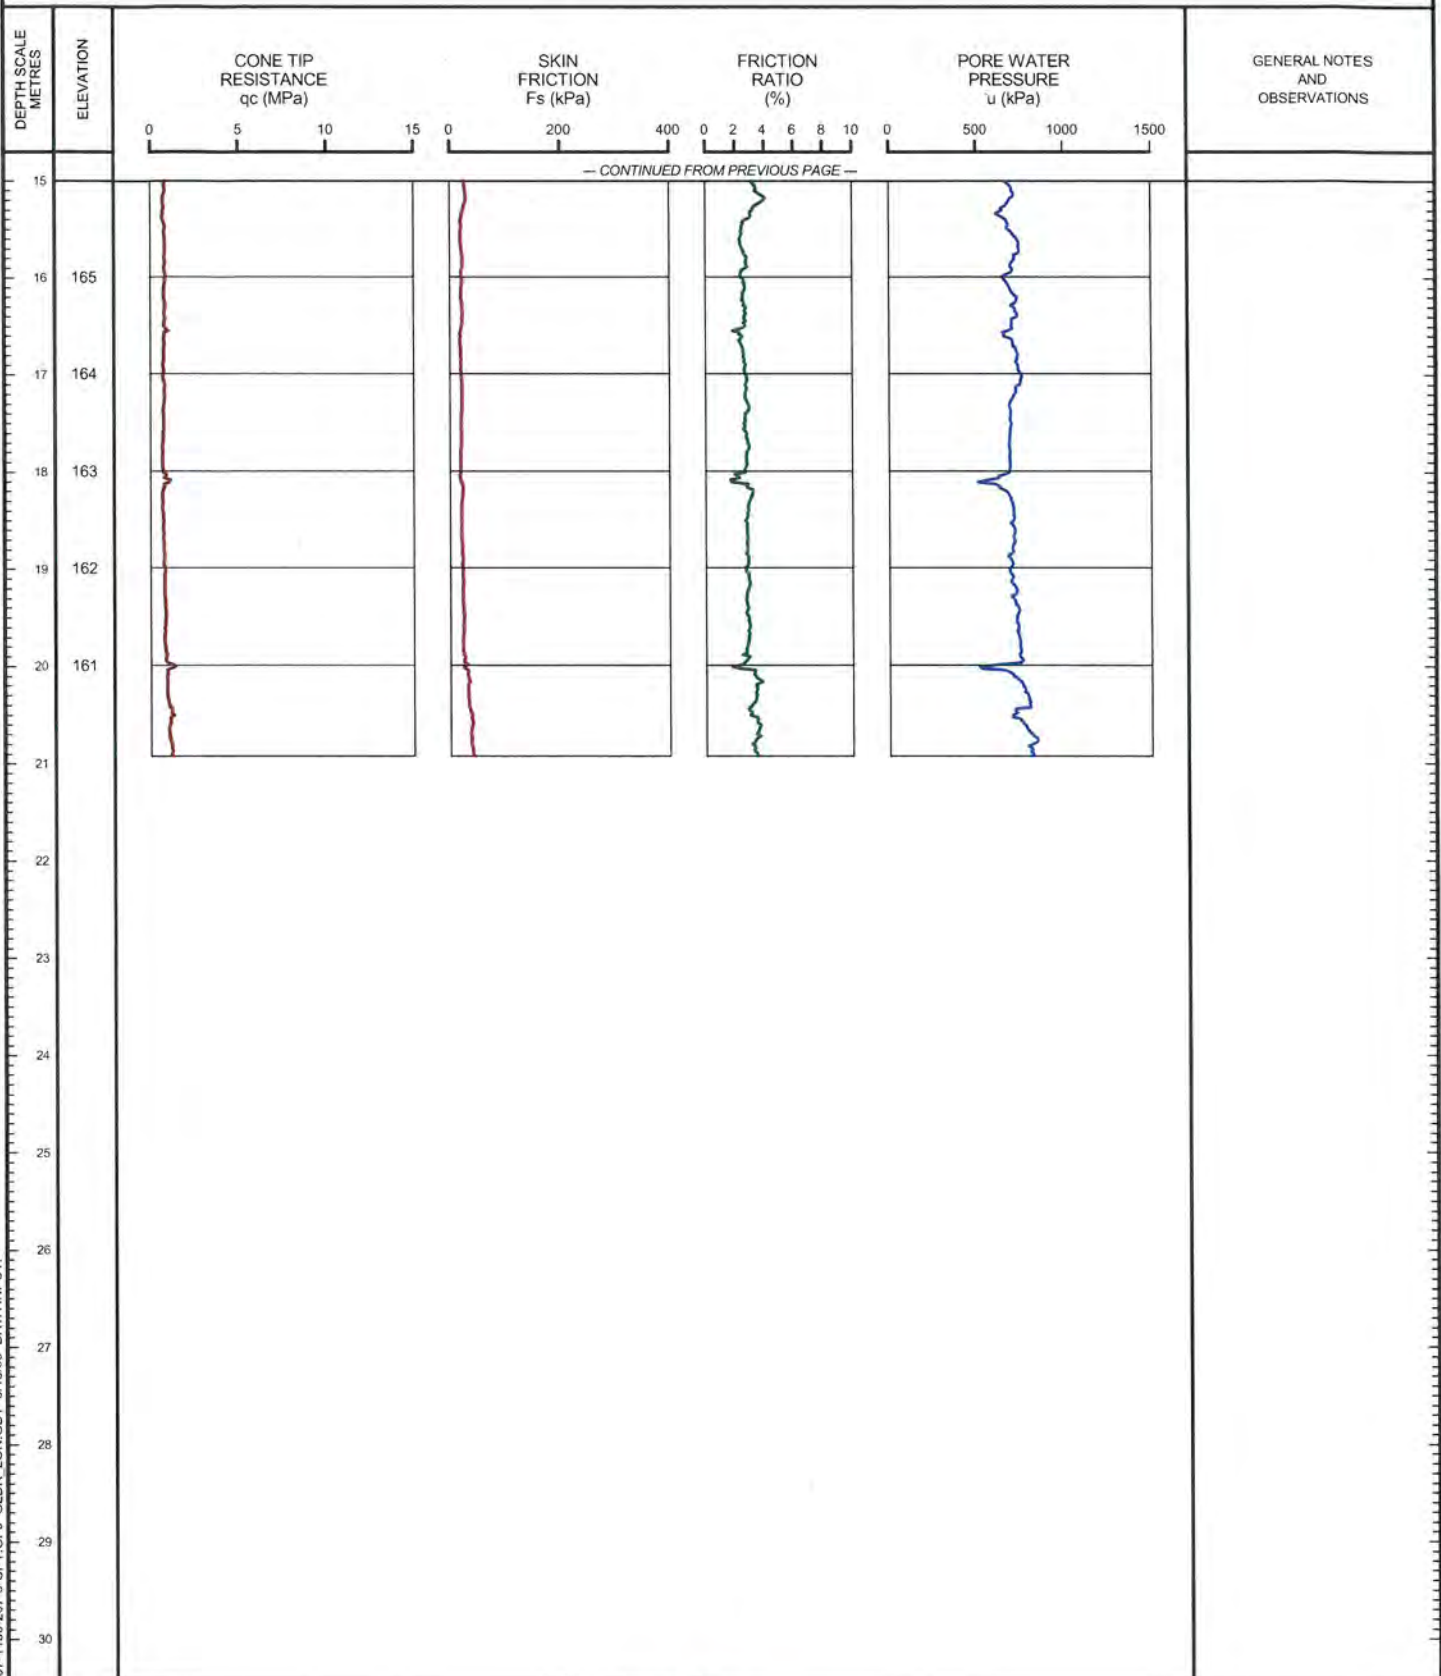 DEPTH SCALE
METRES
ELEVATION
CONE TIP
RESISTANCE
qc (MPa)
0 5 10 15
SKIN
FRICTION
Fs (kPa)
0 200 400
FRICTION
RATIO
(%)
0 2 4 6 8 10
PORE WATER
PRESSURE
u (kPa)
0 500 1000 1500
GENERAL NOTES
AND
OBSERVATIONS
— CONTINUED FROM PREVIOUS PAGE —
15
16 165
17 164
18 163
19 162
20 161
21
22
23
24
25
26
27
28
29
30